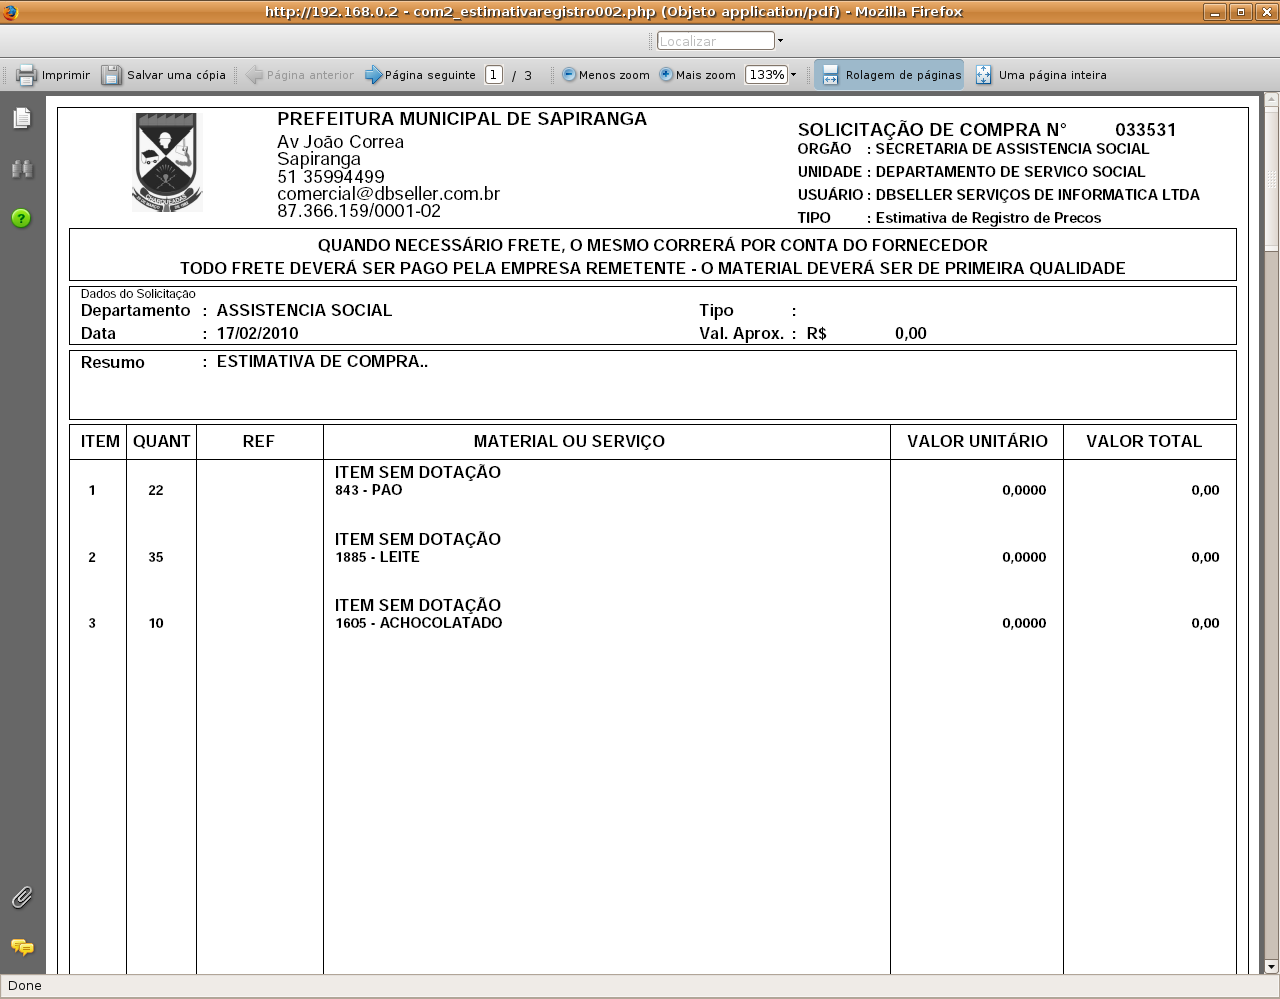 http://192.168.0.2 - com2_estimativaregistro002.php (Objeto application/pdf) - Mozilla Firefox
Localizar
Imprimir Salvar uma cópia Página anterior Página seguinte 1 / 3 Menos zoom Mais zoom 133% Rolagem de páginas Uma página inteira
PREFEITURA MUNICIPAL DE SAPIRANGA
Av João Correa
Sapiranga
51 35994499
comercial@dbseller.com.br
87.366.159/0001-02
SOLICITAÇÃO DE COMPRA N° 033531
ORGÃO : SECRETARIA DE ASSISTENCIA SOCIAL
UNIDADE : DEPARTAMENTO DE SERVICO SOCIAL
USUÁRIO : DBSELLER SERVIÇOS DE INFORMATICA LTDA
TIPO : Estimativa de Registro de Precos
QUANDO NECESSÁRIO FRETE, O MESMO CORRERÁ POR CONTA DO FORNECEDOR
TODO FRETE DEVERÁ SER PAGO PELA EMPRESA REMETENTE - O MATERIAL DEVERÁ SER DE PRIMEIRA QUALIDADE
Dados do Solicitação
Departamento : ASSISTENCIA SOCIAL Tipo :
Data : 17/02/2010 Val. Aprox. : R$ 0,00
Resumo : ESTIMATIVA DE COMPRA..
ITEM QUANT REF MATERIAL OU SERVIÇO VALOR UNITÁRIO VALOR TOTAL
ITEM SEM DOTAÇÃO
1 22 843 - PAO 0,0000 0,00
ITEM SEM DOTAÇÃO
2 35 1885 - LEITE 0,0000 0,00
ITEM SEM DOTAÇÃO
3 10 1605 - ACHOCOLATADO 0,0000 0,00
Done